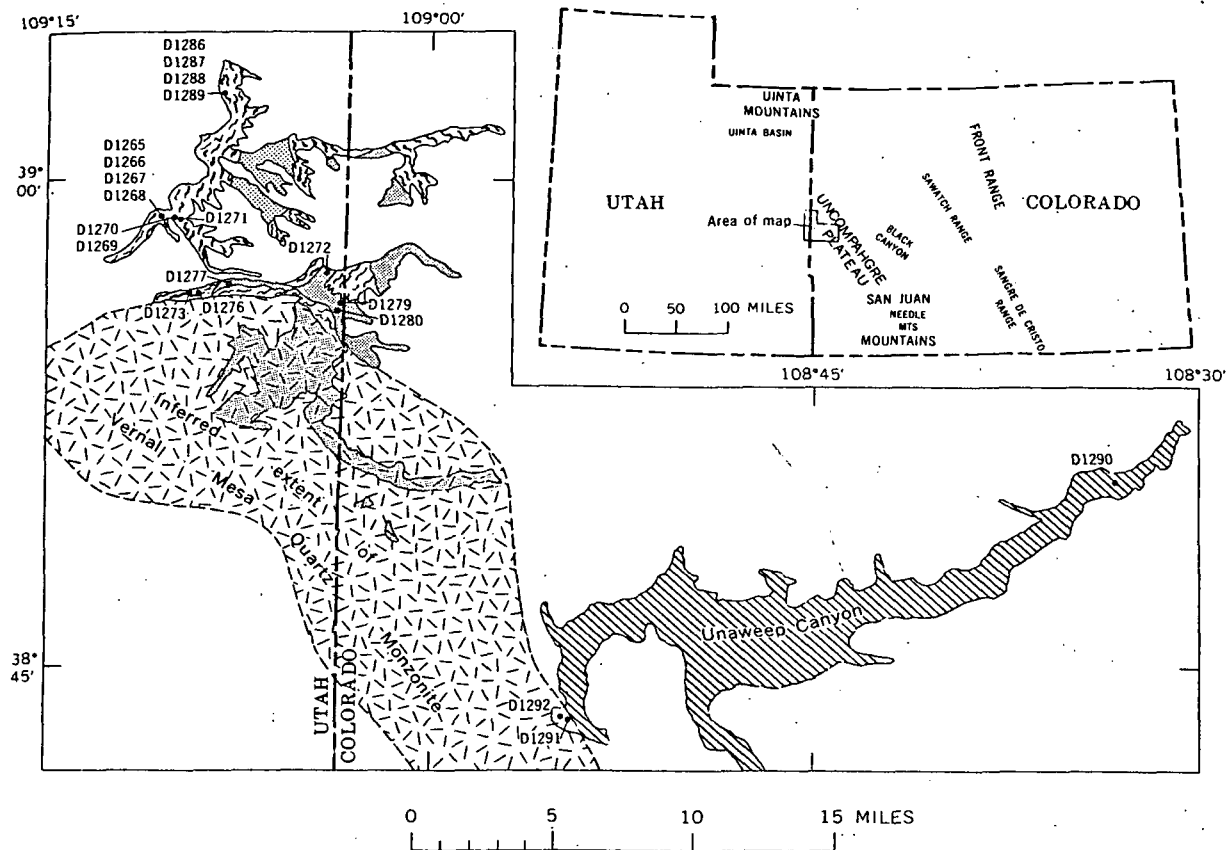 109°15'
109°00'
D1286
D1287
D1288
D1289
39°
00'
D1265
D1266
D1267
D1268
D1270
D1269
D1271
D1272
D1277
D1273
D1276
D1279
D1280
Inferred extent of
Vernal Mesa Quartz Monzonite
38°
45'
UTAH
COLORADO
D1292
D1291
UINTA
MOUNTAINS
UINTA BASIN
UTAH
Area of map
UNCOMPAHGRE
PLATEAU
BLACK
CANYON
SAWATCH RANGE
FRONT RANGE
COLORADO
SANGRE DE CRISTO
RANGE
SAN JUAN
NEEDLE
MTS
MOUNTAINS
0 50 100 MILES
108°45'
108°30'
D1290
Unaweep Canyon
0 5 10 15 MILES